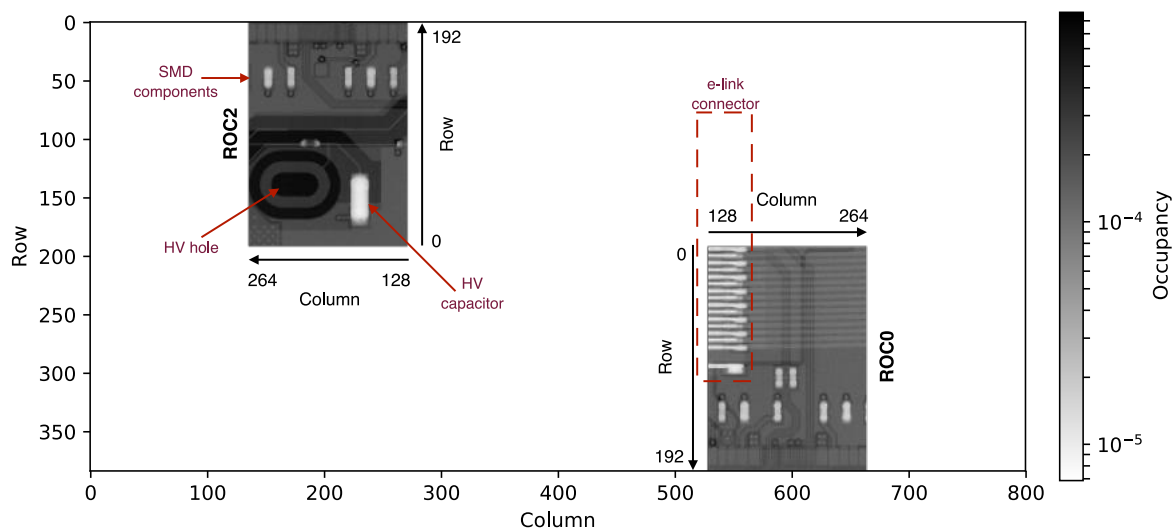 0
50
100
150
200
250
300
350
Row
0
100
200
300
400
500
600
700
800
Column
SMD
components
ROC2
HV hole
192
Row
0
264
128
Column
HV
capacitor
e-link
connector
Column
128
264
0
Row
192
ROC0
10⁻⁴
10⁻⁵
Occupancy